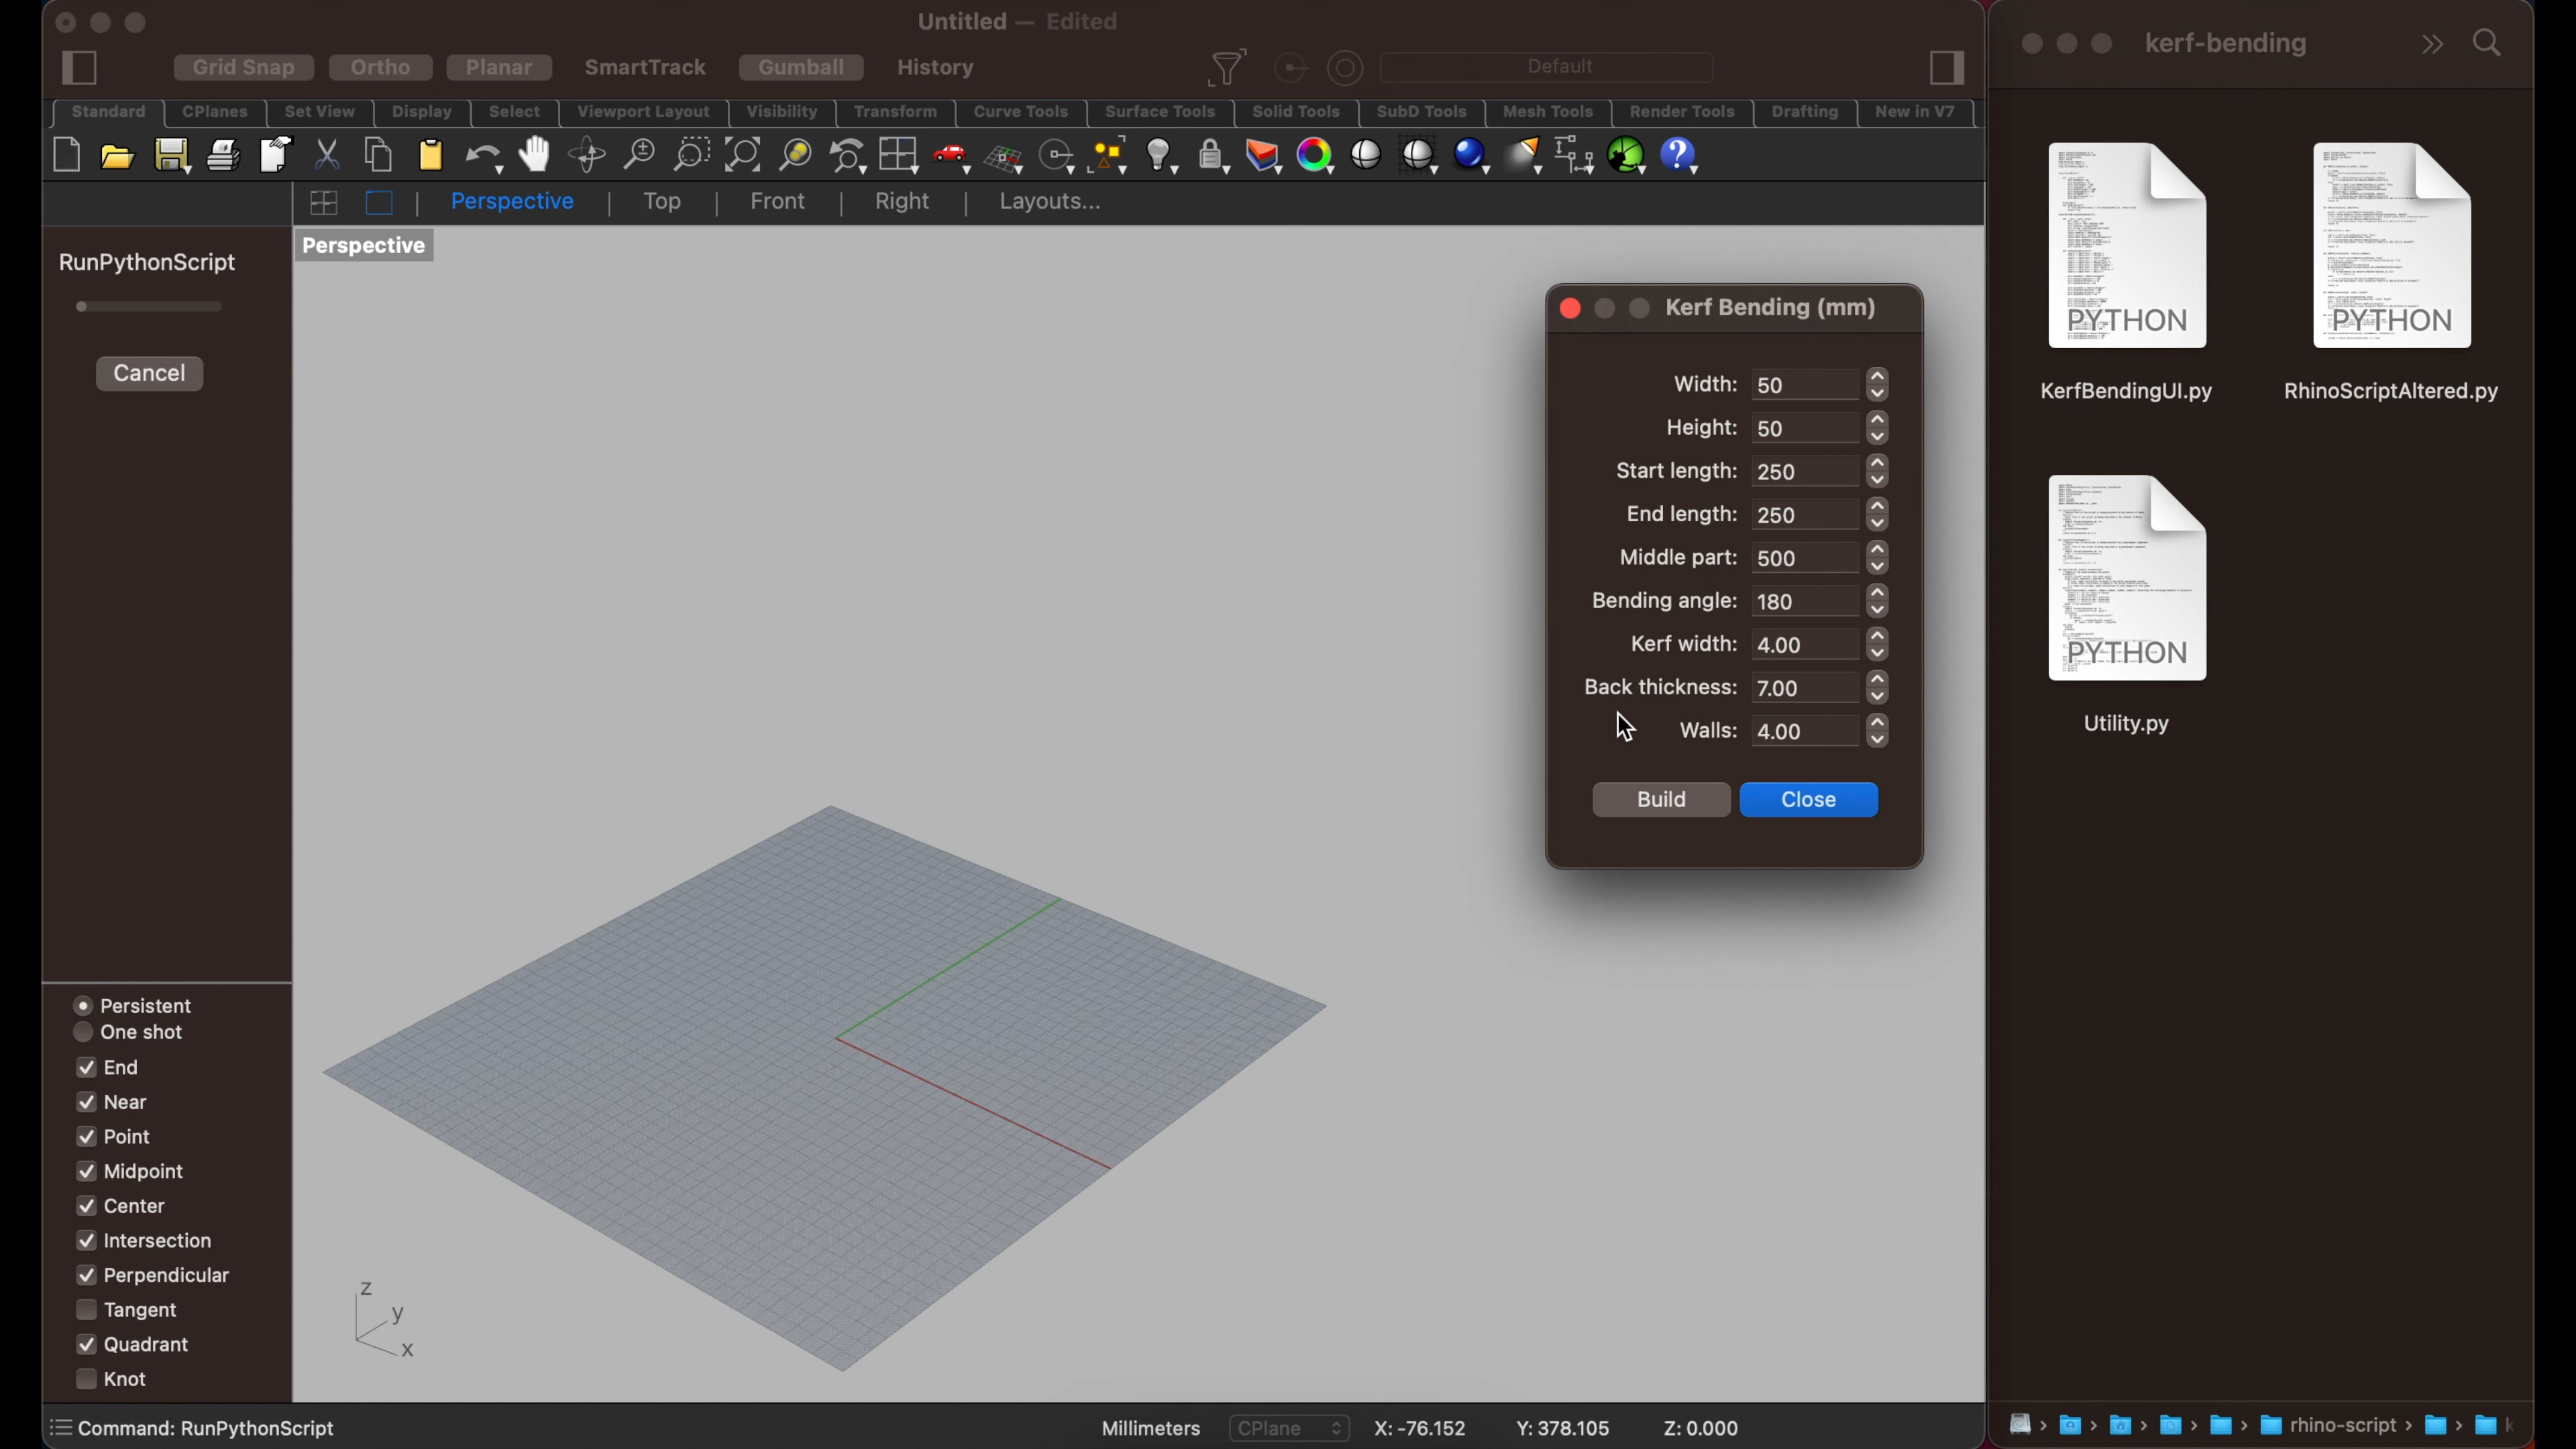 Untitled — Edited
Grid Snap Ortho Planar SmartTrack Gumball History Default
Standard CPlanes Set View Display Select Viewport Layout Visibility Transform Curve Tools Surface Tools Solid Tools SubD Tools Mesh Tools Render Tools Drafting New in V7
Perspective Top Front Right Layouts...
RunPythonScript
Cancel
Perspective
Kerf Bending (mm)
Width: 50
Height: 50
Start length: 250
End length: 250
Middle part: 500
Bending angle: 180
Kerf width: 4.00
Back thickness: 7.00
Walls: 4.00
Build Close
Persistent
One shot
End
Near
Point
Midpoint
Center
Intersection
Perpendicular
Tangent
Quadrant
Knot
z
y
x
Command: RunPythonScript Millimeters CPlane X: -76.152 Y: 378.105 Z: 0.000
kerf-bending
PYTHON PYTHON
KerfBendingUI.py RhinoScriptAltered.py
PYTHON
Utility.py
rhino-script